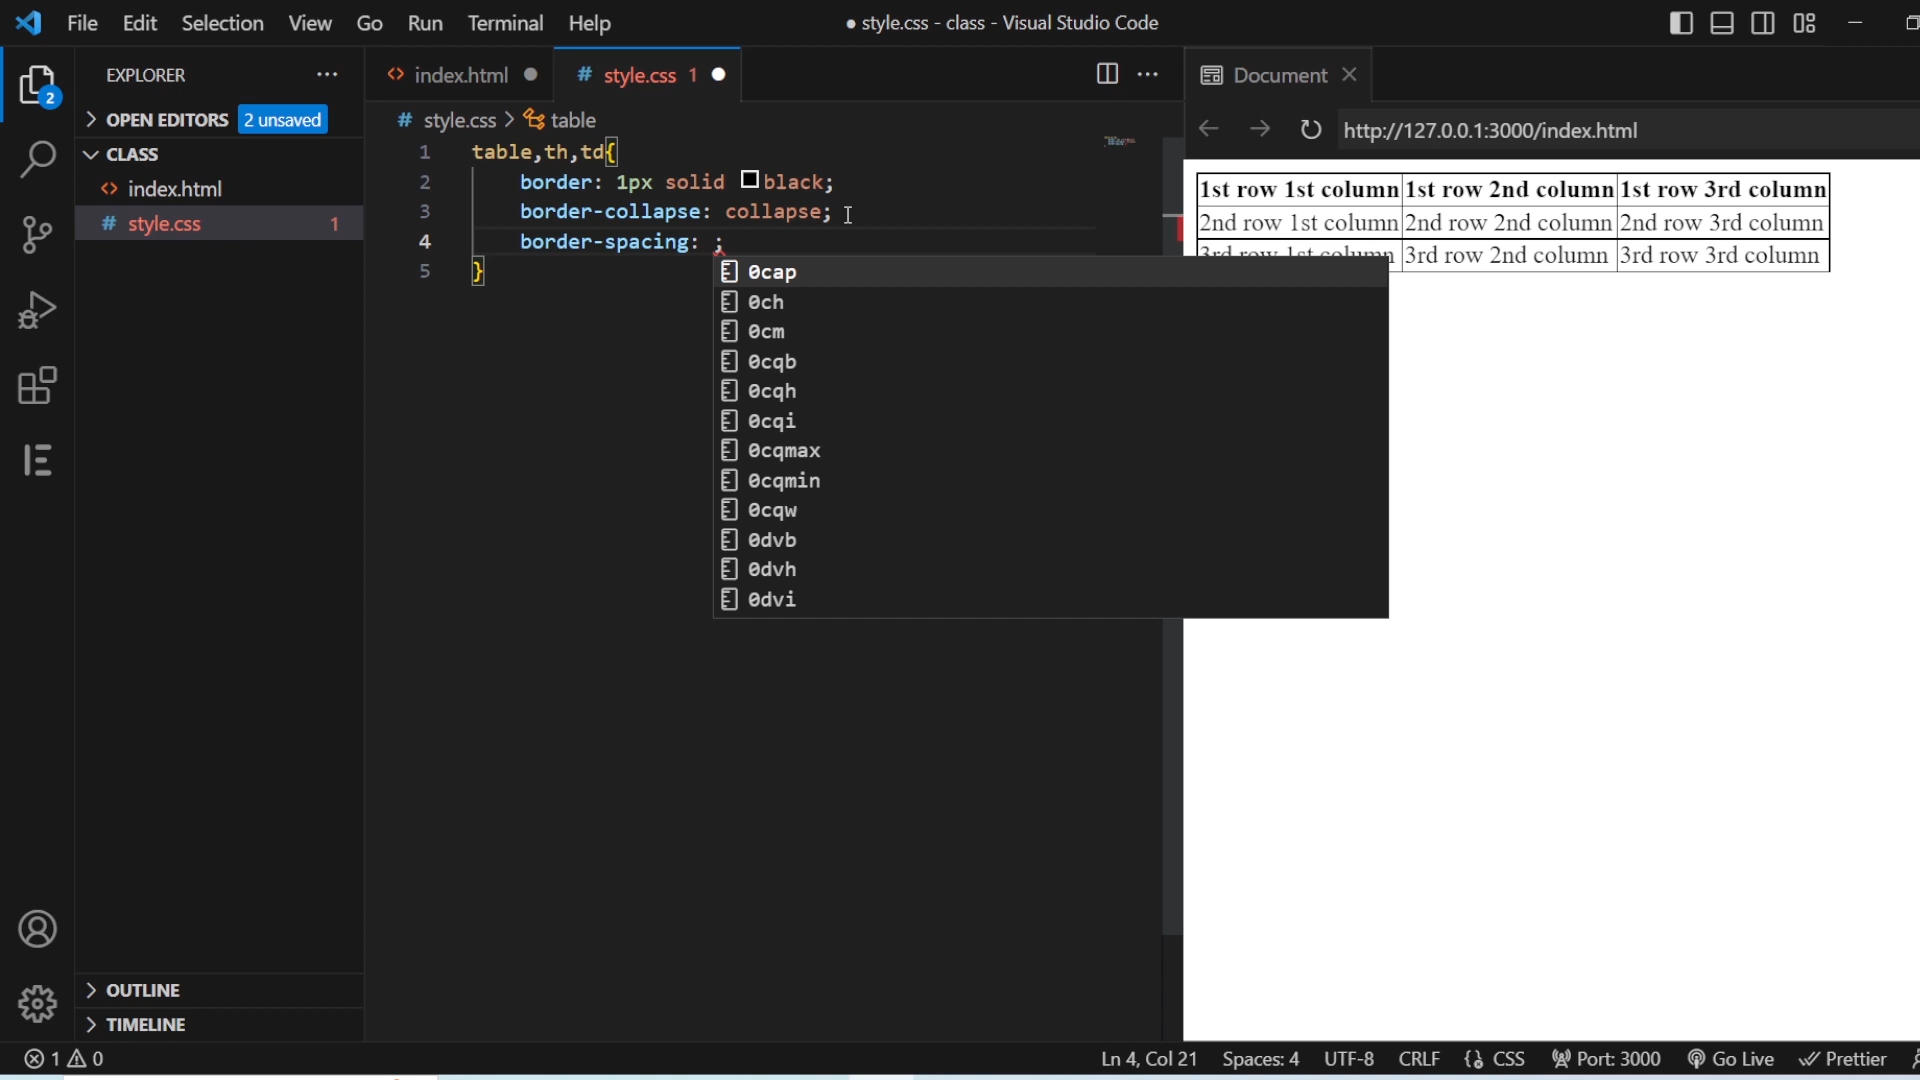 File Edit Selection View Go Run Terminal Help
● style.css - class - Visual Studio Code
EXPLORER ...
2
OPEN EDITORS 2 unsaved
CLASS
<> index.html
# style.css 1
OUTLINE
TIMELINE
<> index.html ●
# style.css 1 ●
# style.css > table
1 table,th,td{
2 border: 1px solid black;
3 border-collapse: collapse;
4 border-spacing: ;
5 }
0cap
0ch
0cm
0cqb
0cqh
0cqi
0cqmax
0cqmin
0cqw
0dvb
0dvh
0dvi
Document
http://127.0.0.1:3000/index.html
1st row 1st column 1st row 2nd column 1st row 3rd column
2nd row 1st column 2nd row 2nd column 2nd row 3rd column
3rd row 1st column 3rd row 2nd column 3rd row 3rd column
1 0 Ln 4, Col 21 Spaces: 4 UTF-8 CRLF {} CSS Port: 3000 Go Live Prettier